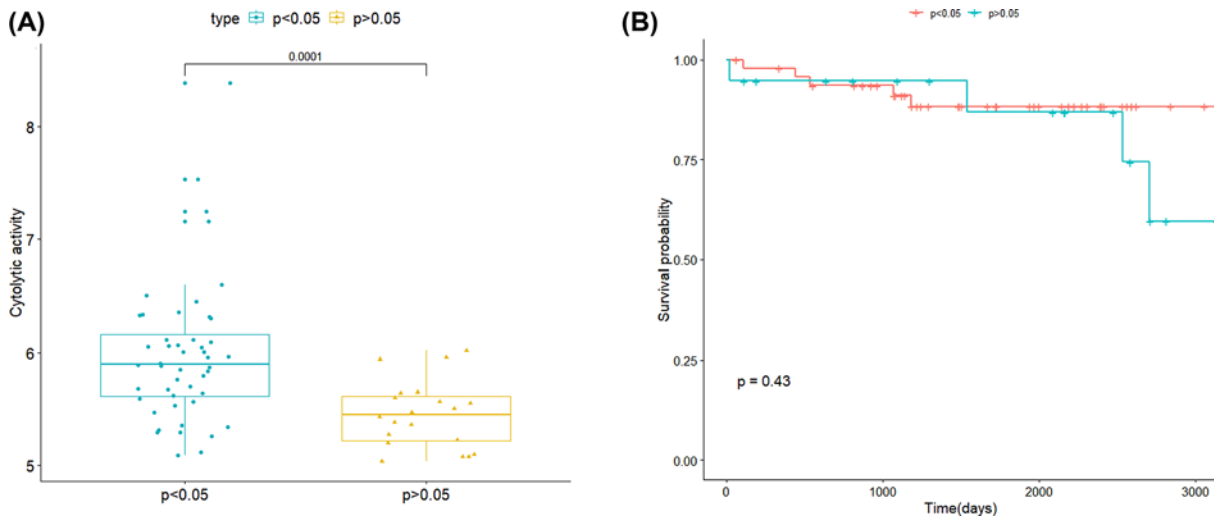 (A)
type p<0.05 p>0.05
0.0001
8
7
6
5
Cytolytic activity
p<0.05 p>0.05
(B)
p<0.05 p>0.05
1.00
0.75
0.50
0.25
0.00
Survival probability
p = 0.43
0 1000 2000 3000
Time(days)